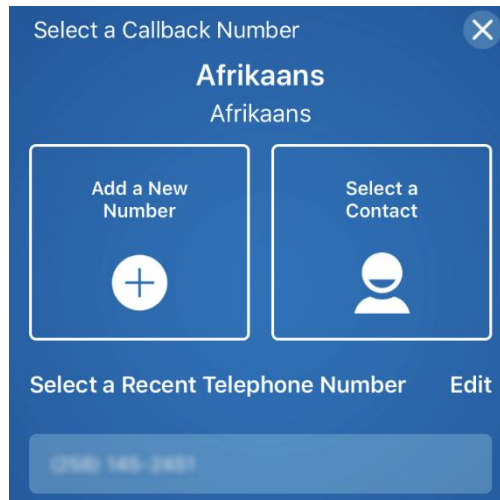 Select a Callback Number
Afrikaans
Afrikaans
Add a New
Number
Select a
Contact
Select a Recent Telephone Number Edit